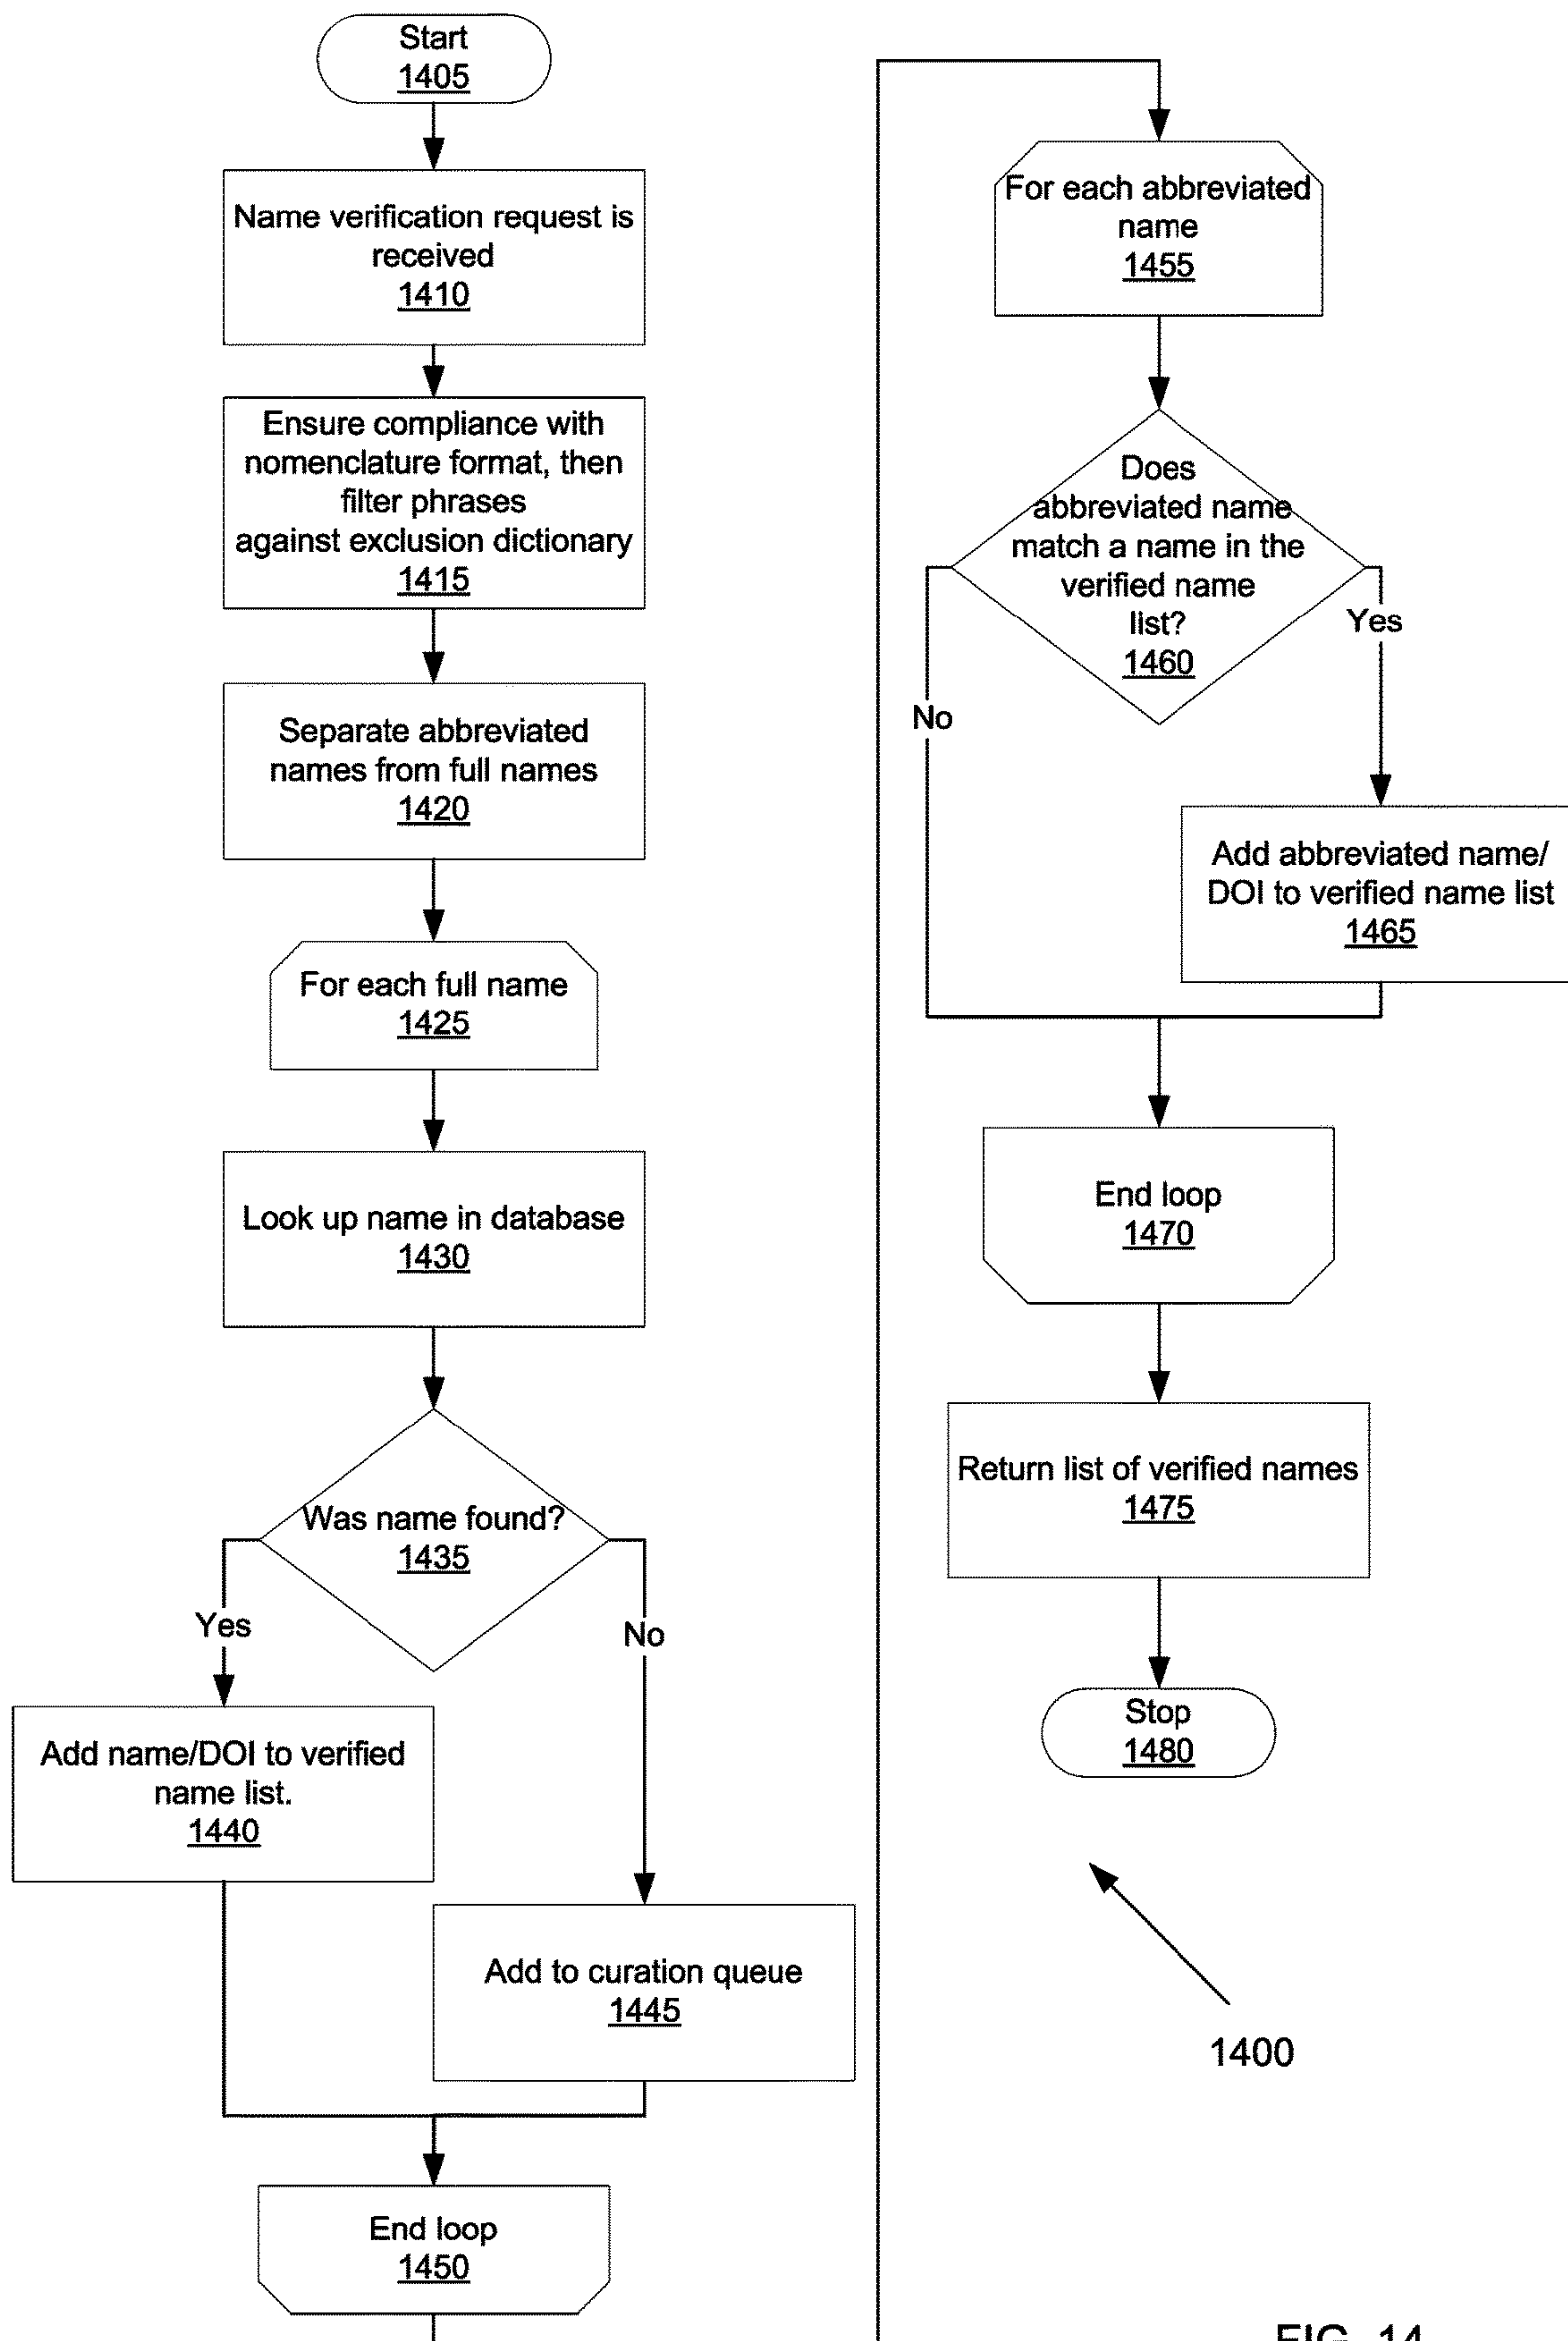 Start
1405
Name verification request is
received
1410
Ensure compliance with
nomenclature format, then
filter phrases
against exclusion dictionary
1415
Separate abbreviated
names from full names
1420
For each full name
1425
Look up name in database
1430
Was name found?
1435
Yes
No
Add name/DOI to verified
name list.
1440
Add to curation queue
1445
End loop
1450
For each abbreviated
name
1455
Does
abbreviated name
match a name in the
verified name
list?
1460
Yes
No
Add abbreviated name/
DOI to verified name list
1465
End loop
1470
Return list of verified names
1475
Stop
1480
1400
FIG. 14